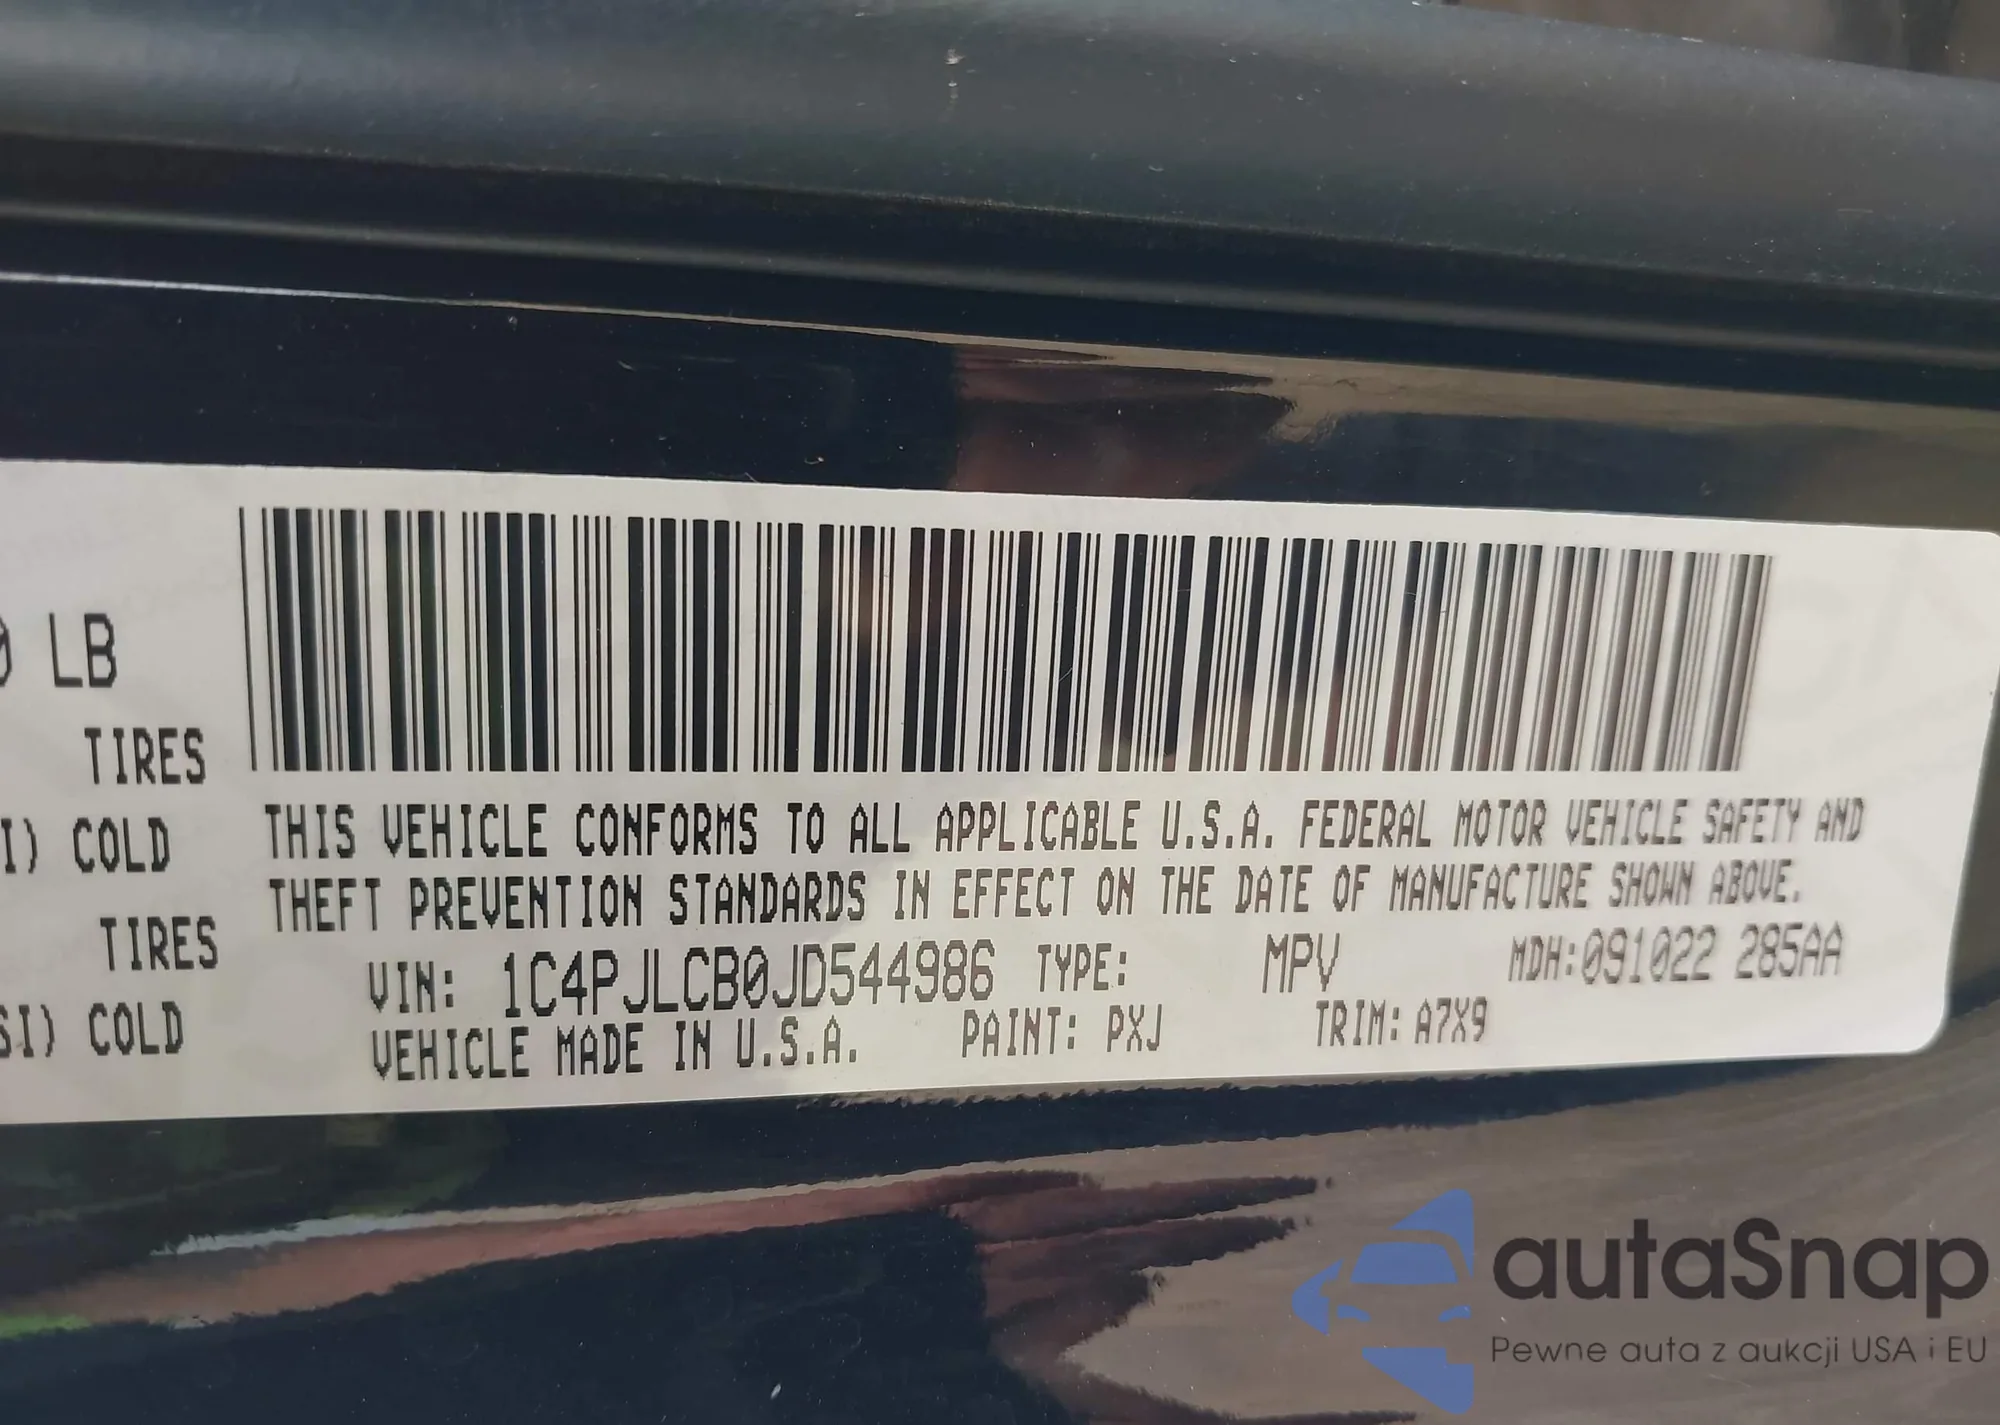 0 LB
TIRES
I) COLD
TIRES
SI) COLD
THIS VEHICLE CONFORMS TO ALL APPLICABLE U.S.A. FEDERAL MOTOR VEHICLE SAFETY AND
THEFT PREVENTION STANDARDS IN EFFECT ON THE DATE OF MANUFACTURE SHOWN ABOVE.
VIN: 1C4PJLCB0JD544986 TYPE: MPV MDH:091022 285AA
VEHICLE MADE IN U.S.A. PAINT: PXJ TRIM: A7X9
autaSnap
Pewne auta z aukcji USA i EU